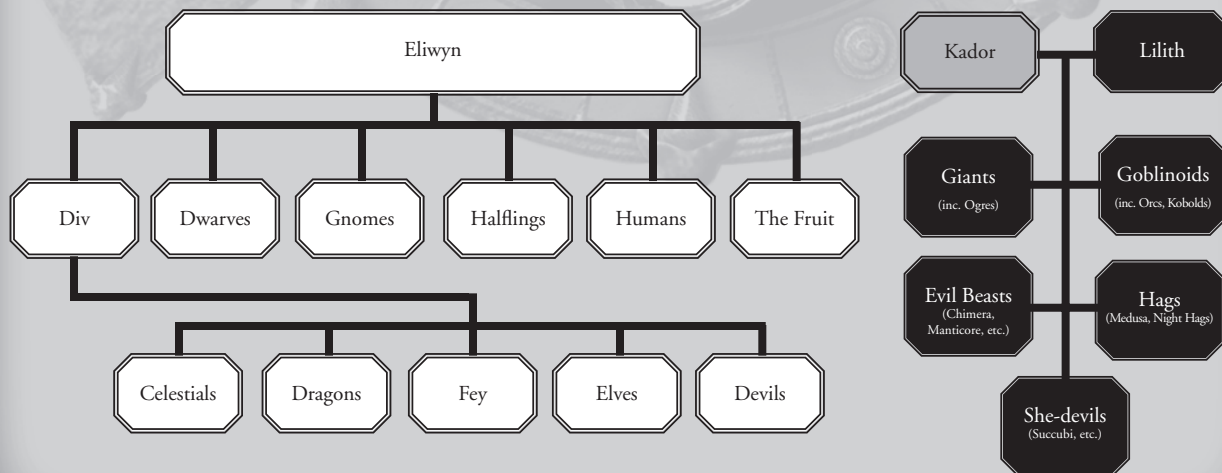 Eliwyn
Kador
Lilith
Div
Dwarves
Gnomes
Halflings
Humans
The Fruit
Giants
(inc. Ogres)
Goblinoids
(inc. Orcs, Kobolds)
Evil Beasts
(Chimera,
Manticore, etc.)
Hags
(Medusa, Night Hags)
Celestials
Dragons
Fey
Elves
Devils
She-devils
(Succubi, etc.)